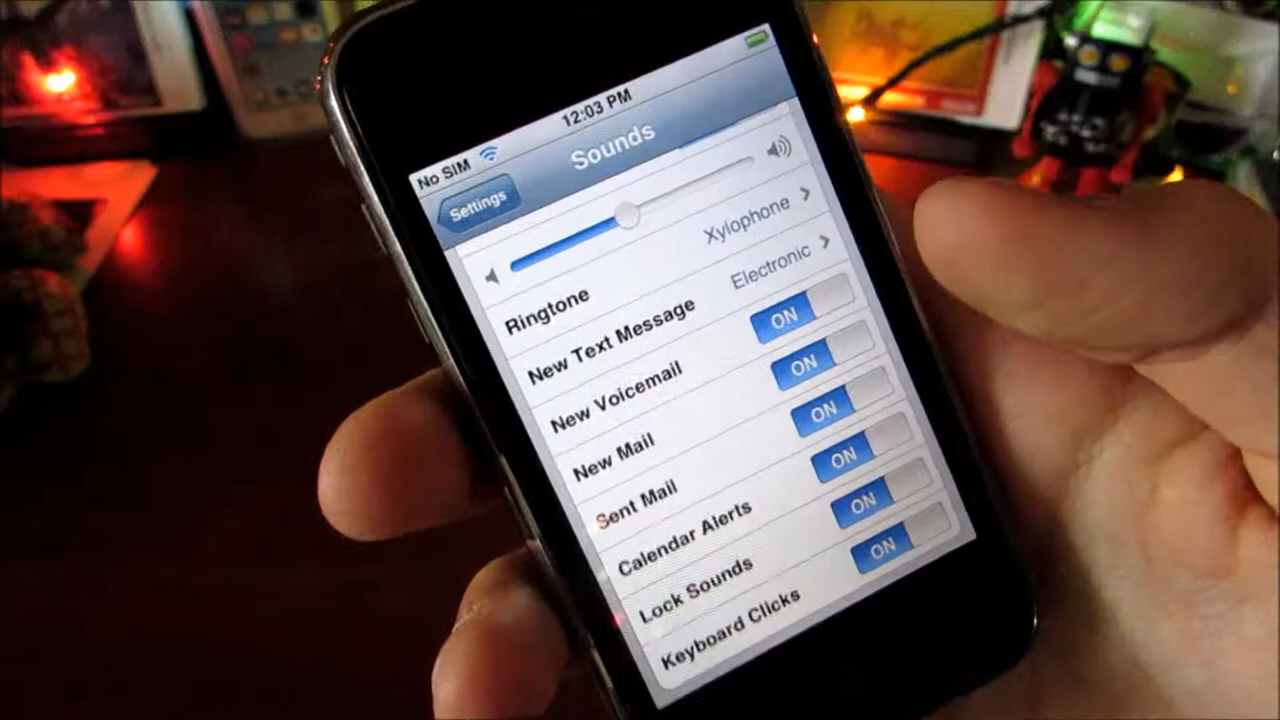 No SIM 12:03 PM
Settings Sounds
Ringtone Xylophone
New Text Message Electronic
New Voicemail ON
New Mail ON
Sent Mail ON
Calendar Alerts ON
Lock Sounds ON
Keyboard Clicks ON